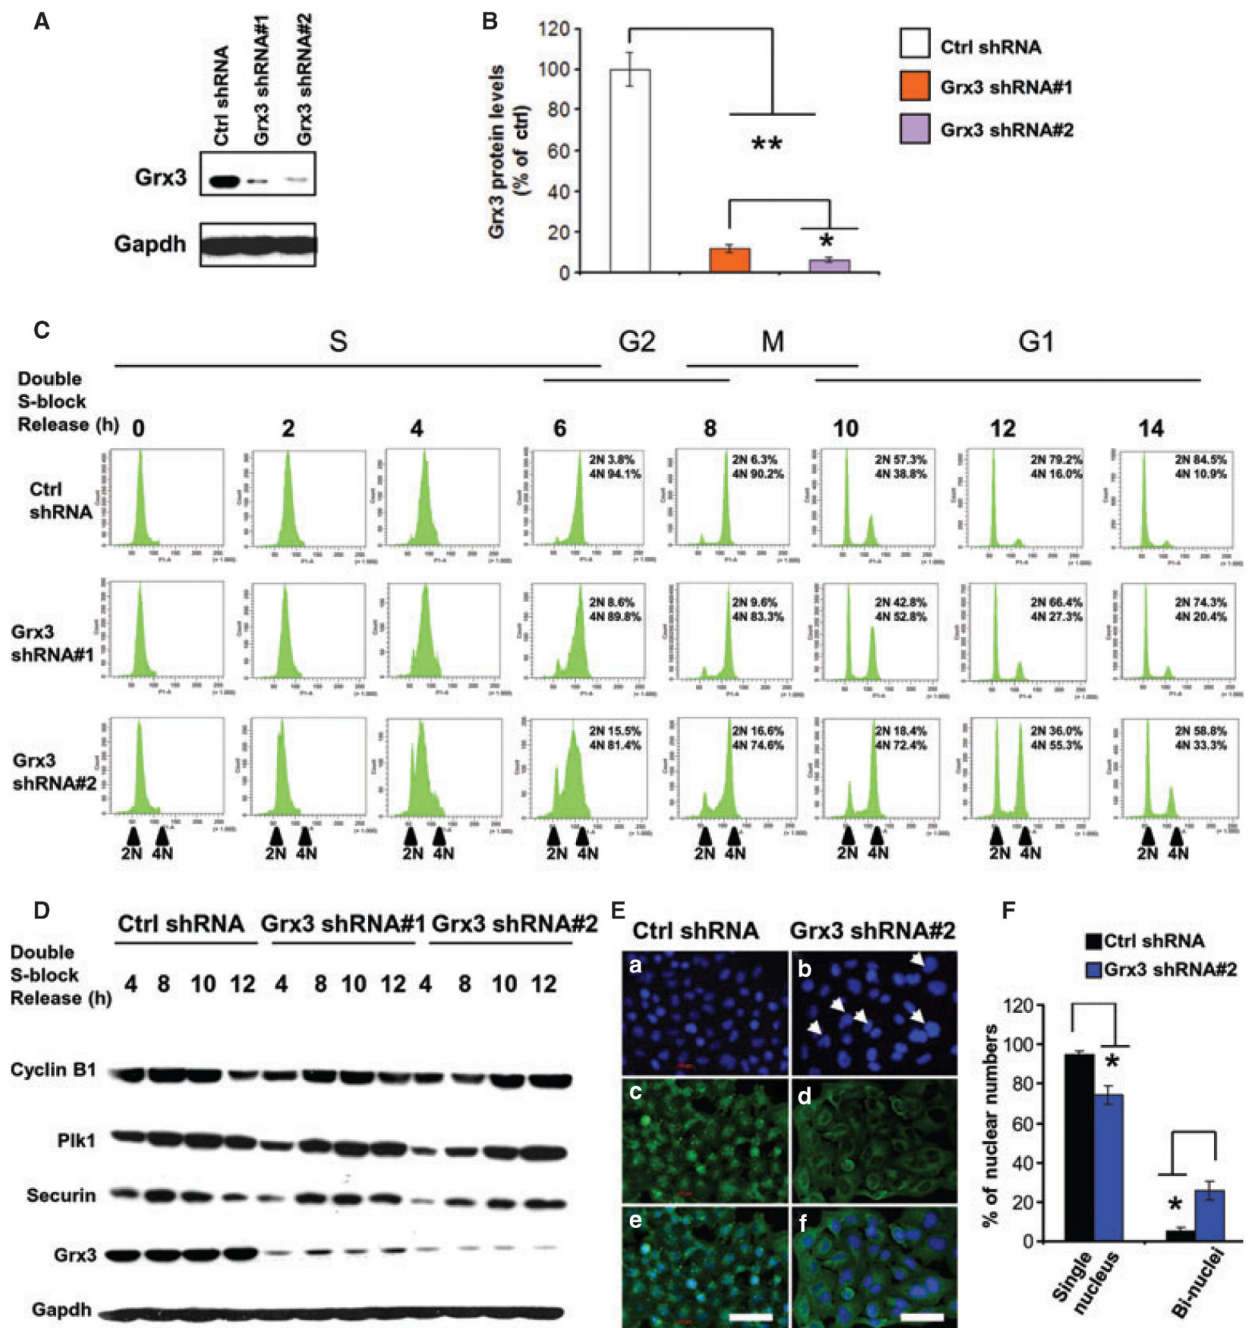 A
Ctrl shRNA
Grx3 shRNA#1
Grx3 shRNA#2
Grx3
Gapdh
B
120
100
80
60
40
20
0
Grx3 protein levels
(% of ctrl)
**
*
Ctrl shRNA
Grx3 shRNA#1
Grx3 shRNA#2
C
S G2 M G1
Double
S-block
Release (h)
0 2 4 6 8 10 12 14
Ctrl
shRNA
2N 3.8%
4N 94.1%
2N 6.3%
4N 90.2%
2N 57.3%
4N 38.8%
2N 79.2%
4N 16.0%
2N 84.5%
4N 10.9%
Grx3
shRNA#1
2N 8.6%
4N 89.8%
2N 9.6%
4N 83.3%
2N 42.8%
4N 52.8%
2N 66.4%
4N 27.3%
2N 74.3%
4N 20.4%
Grx3
shRNA#2
2N 15.5%
4N 81.4%
2N 16.6%
4N 74.6%
2N 18.4%
4N 72.4%
2N 36.0%
4N 55.3%
2N 58.8%
4N 33.3%
2N 4N 2N 4N 2N 4N 2N 4N 2N 4N 2N 4N 2N 4N 2N 4N
D
Ctrl shRNA Grx3 shRNA#1 Grx3 shRNA#2
Double
S-block
Release (h)
4 8 10 12 4 8 10 12 4 8 10 12
Cyclin B1
Plk1
Securin
Grx3
Gapdh
E
Ctrl shRNA Grx3 shRNA#2
a b
c d
e f
F
Ctrl shRNA
Grx3 shRNA#2
120
100
80
60
40
20
0
% of nuclear numbers
*
*
Single
nucleus
Bi-nuclei